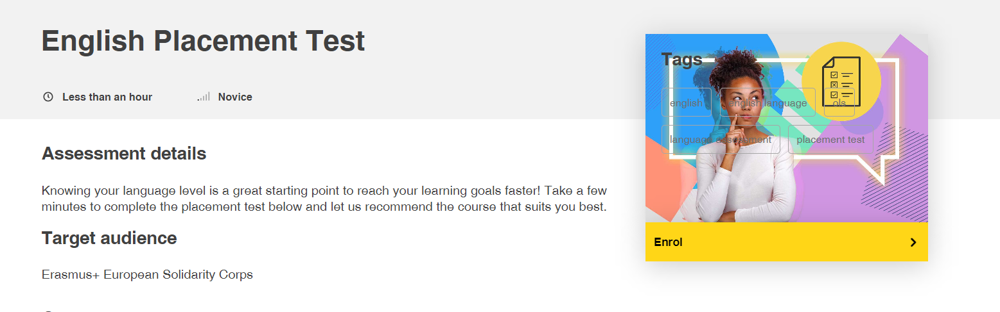 English Placement Test
Less than an hour
Novice
Assessment details
Knowing your language level is a great starting point to reach your learning goals faster! Take a few
minutes to complete the placement test below and let us recommend the course that suits you best.
Target audience
Erasmus+ European Solidarity Corps
Tags
english
english language
ols
language assessment
placement test
Enrol